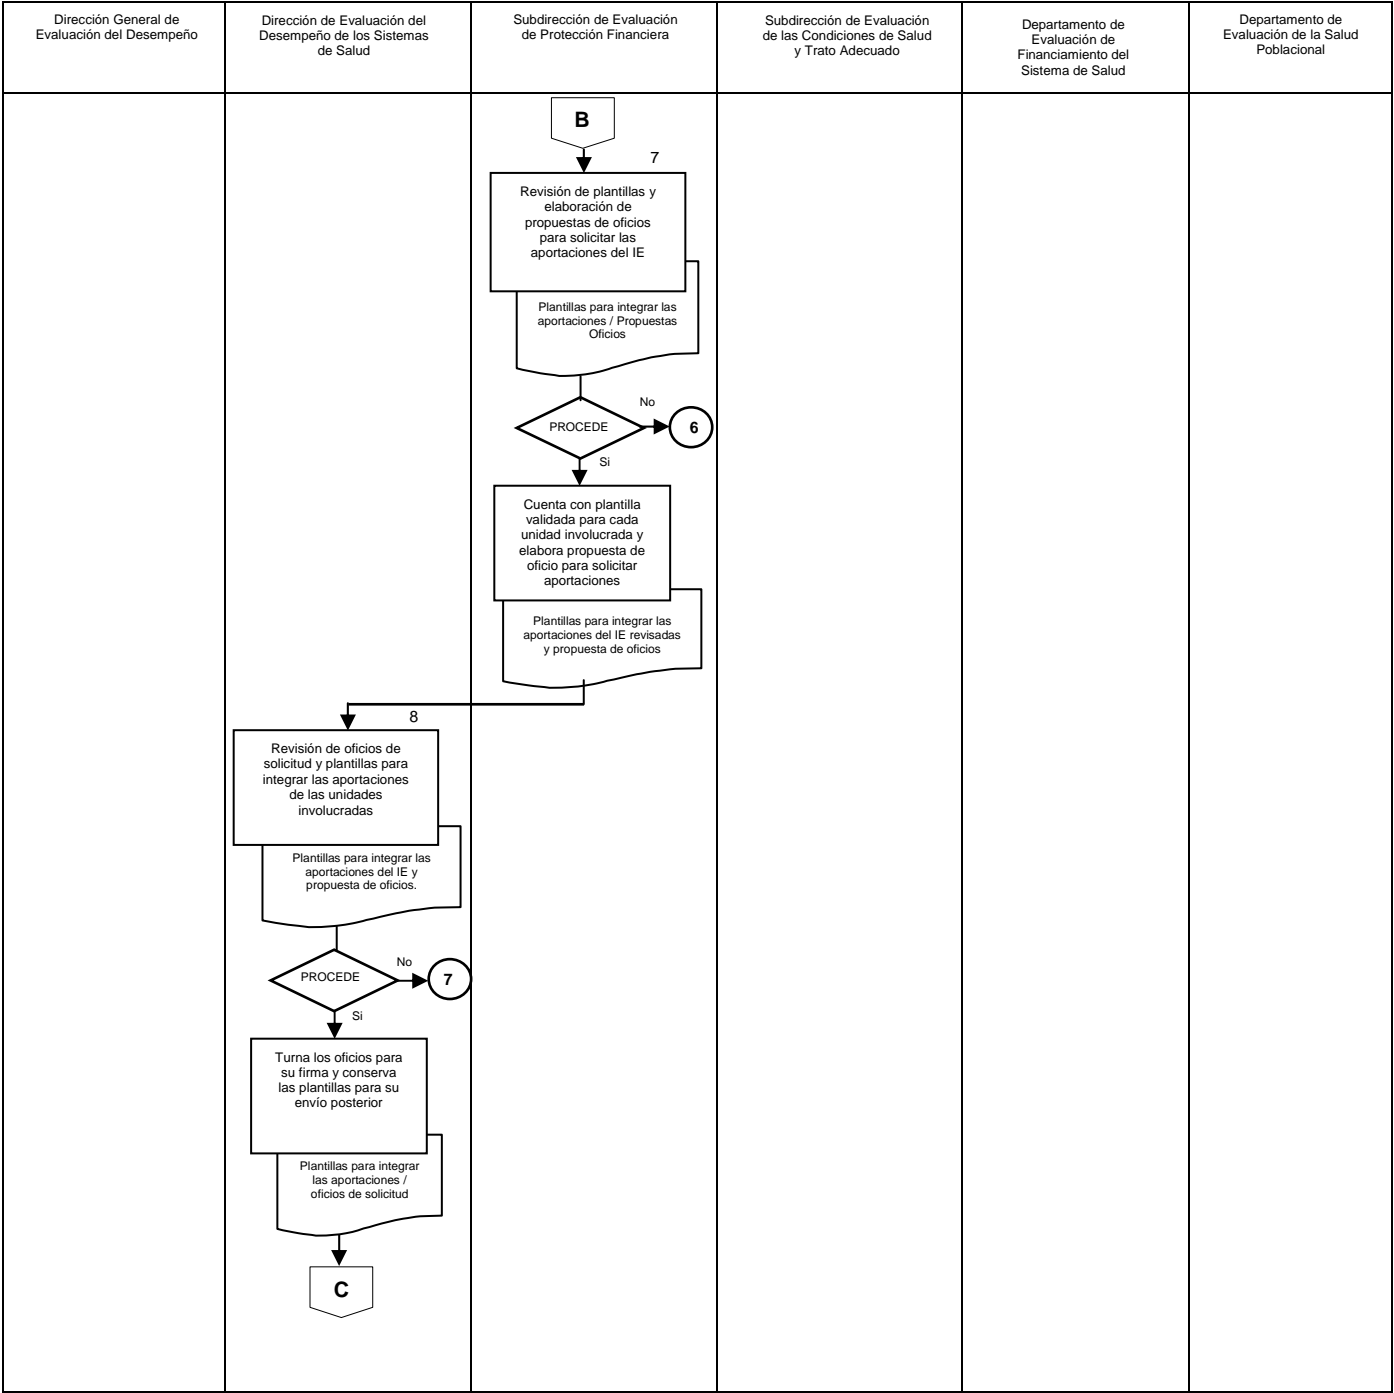 Dirección General de
Evaluación del Desempeño
Dirección de Evaluación del
Desempeño de los Sistemas
de Salud
Subdirección de Evaluación
de Protección Financiera
Subdirección de Evaluación
de las Condiciones de Salud
y Trato Adecuado
Departamento de
Evaluación de
Financiamiento del
Sistema de Salud
Departamento de
Evaluación de la Salud
Poblacional
B
7
Revisión de plantillas y
elaboración de
propuestas de oficios
para solicitar las
aportaciones del IE
Plantillas para integrar las
aportaciones / Propuestas
Oficios
PROCEDE
No
6
Si
Cuenta con plantilla
validada para cada
unidad involucrada y
elabora propuesta de
oficio para solicitar
aportaciones
Plantillas para integrar las
aportaciones del IE revisadas
y propuesta de oficios
8
Revisión de oficios de
solicitud y plantillas para
integrar las aportaciones
de las unidades
involucradas
Plantillas para integrar las
aportaciones del IE y
propuesta de oficios.
PROCEDE
No
7
Si
Turna los oficios para
su firma y conserva
las plantillas para su
envío posterior
Plantillas para integrar
las aportaciones /
oficios de solicitud
C